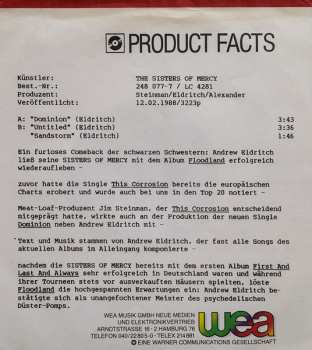 PRODUCT FACTS
Künstler: THE SISTERS OF MERCY
Best.-Nr.: 248 077-7 / LC 4281
Produzent: Steinman/Eldritch/Alexander
Veröffentlicht: 12.02.1988/3223p
A: "Dominion" (Eldritch) 3:43
B: "Untitled" (Eldritch) 3:36
"Sandstorm" (Eldritch) 1:46
Ein furioses Comeback der schwarzen Schwestern: Andrew Eldritch
ließ seine SISTERS OF MERCY mit dem Album Floodland erfolgreich
wiederaufleben -
zuvor hatte die Single This Corrosion bereits die europäischen
Charts erobert und wurde auch bei uns in den Top 20 notiert -
Meat-Loaf-Produzent Jim Steinman, der This Corrosion entscheidend
mitgeprägt hatte, wirkte auch an der Produktion der neuen Single
Dominion neben Andrew Eldritch mit -
Text und Musik stammen von Andrew Eldritch, der fast alle Songs des
aktuellen Albums in Alleingang komponierte -
nachdem die SISTERS OF MERCY bereits mit dem ersten Album First And
Last And Always sehr erfolgreich in Deutschland waren und während
ihrer Tourneen stets vor ausverkauften Häusern spielten, löste
Floodland die hochgespannten Erwartungen ein: Andrew Eldritch be-
stätigte sich als unangefochtener Meister des psychedelischen
Düster-Pomps.
WEA MUSIK GMBH NEUE MEDIEN
UND ELEKTRONIKVERTRIEB
ARNDTSTRASSE 16 · 2 HAMBURG 76
TELEFON 040/22 805-0 · TELEX 214 861
wea
EINE WARNER COMMUNICATIONS GESELLSCHAFT